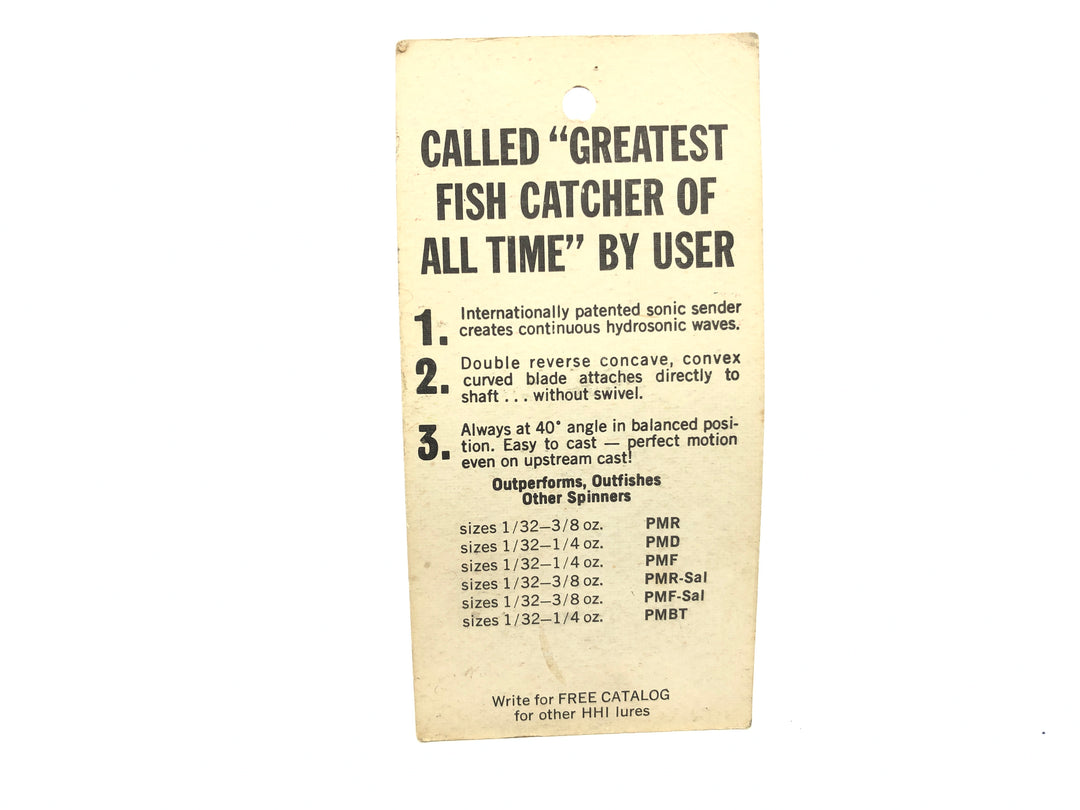 CALLED “GREATEST
FISH CATCHER OF
ALL TIME” BY USER
1. Internationally patented sonic sender
creates continuous hydrosonic waves.
2. Double reverse concave, convex
curved blade attaches directly to
shaft . . . without swivel.
3. Always at 40° angle in balanced posi-
tion. Easy to cast — perfect motion
even on upstream cast!
Outperforms, Outfishes
Other Spinners
sizes 1/32—3/8 oz. PMR
sizes 1/32—1/4 oz. PMD
sizes 1/32—1/4 oz. PMF
sizes 1/32—3/8 oz. PMR-Sal
sizes 1/32—3/8 oz. PMF-Sal
sizes 1/32—1/4 oz. PMBT
Write for FREE CATALOG
for other HHI lures